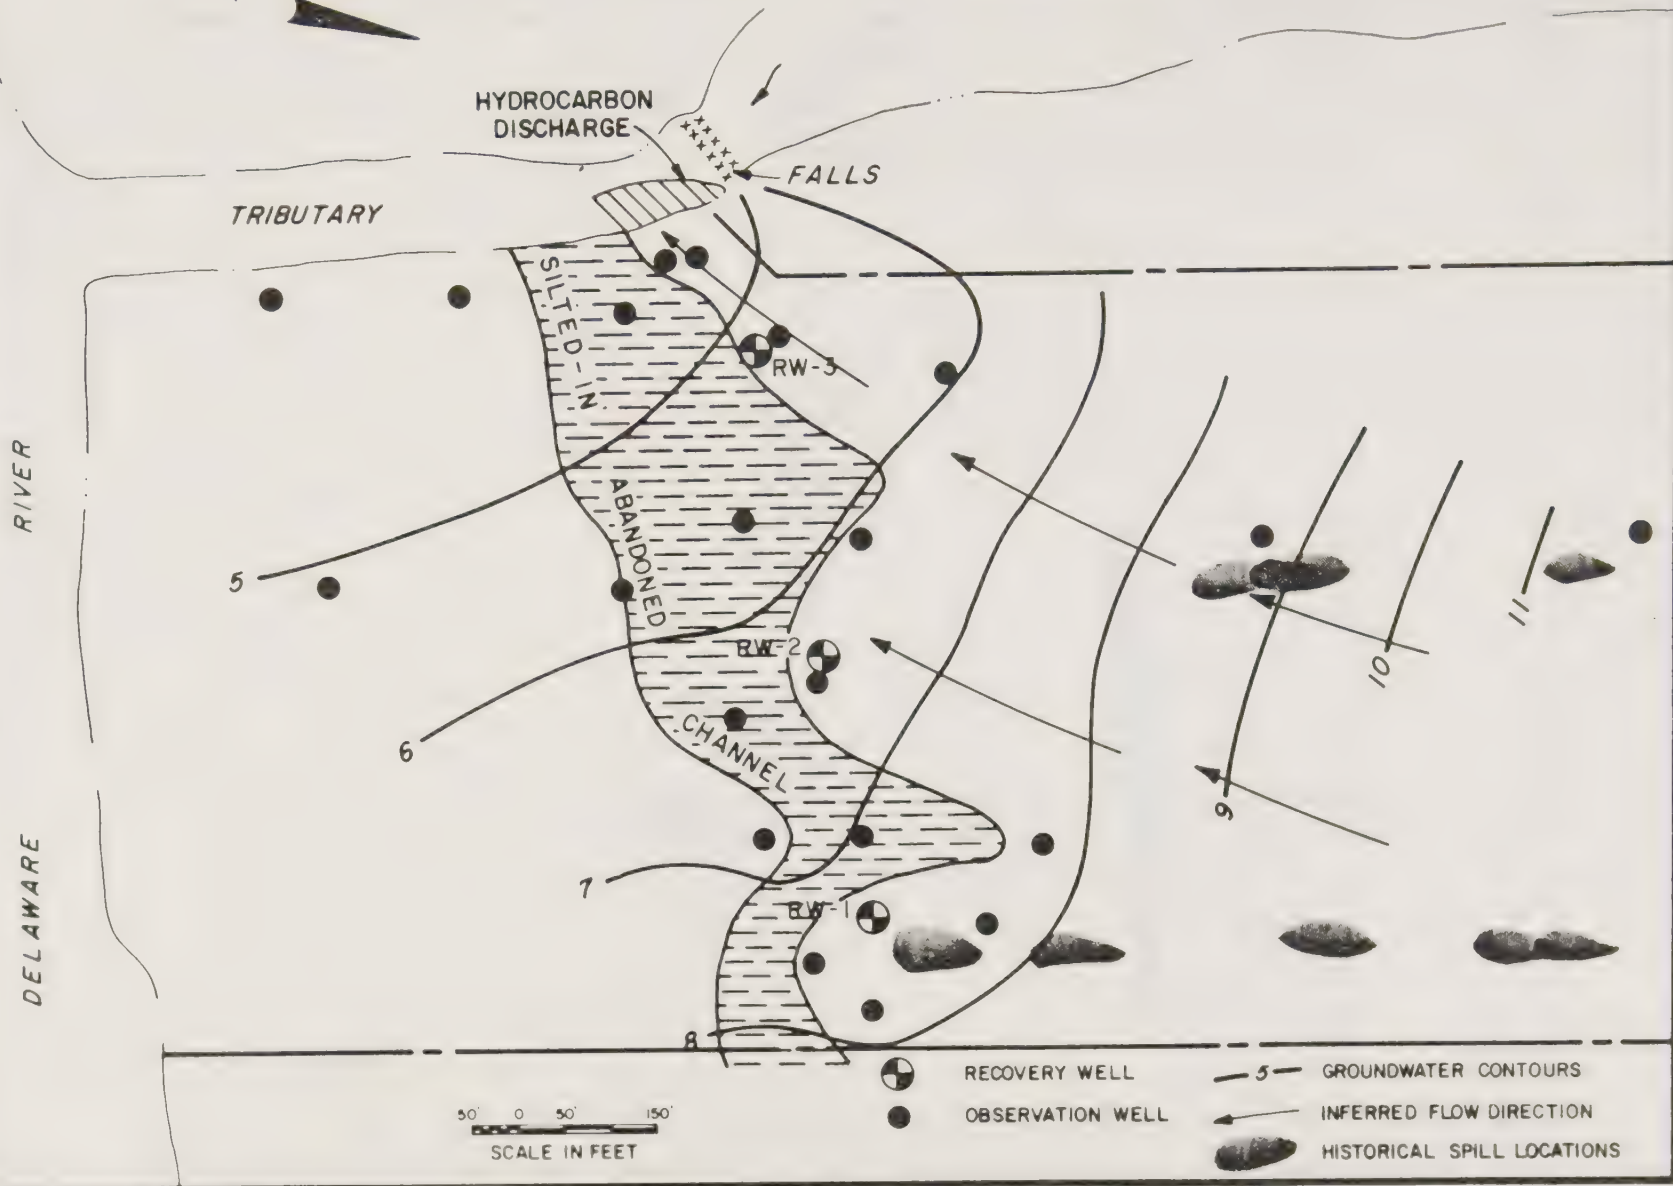 HYDROCARBON
DISCHARGE
FALLS
TRIBUTARY
SILTED-IN
RW-3
RIVER
ABANDONED
5
11
10
RW-2
6
CHANNEL
9
7
DELAWARE
RW-1
8
RECOVERY WELL
5
GROUNDWATER CONTOURS
OBSERVATION WELL
INFERRED FLOW DIRECTION
50' 0 50' 150'
SCALE IN FEET
HISTORICAL SPILL LOCATIONS